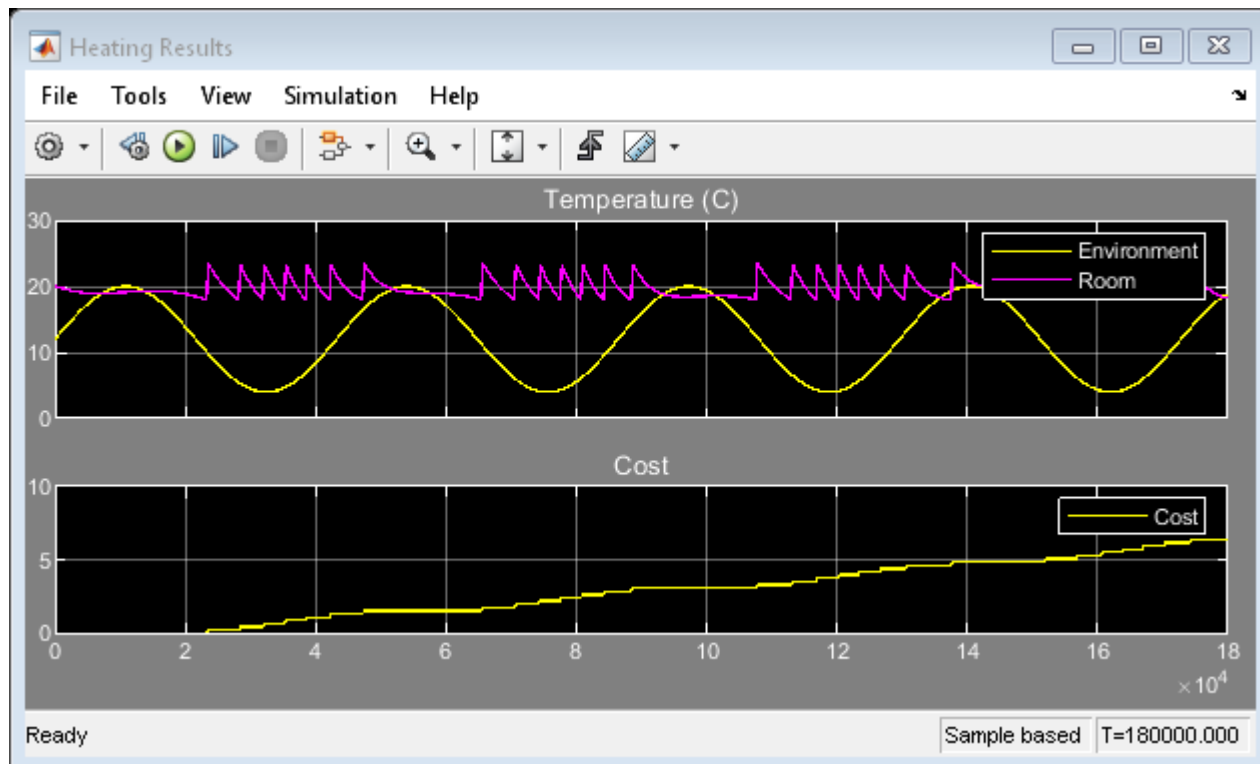 Heating Results
File Tools View Simulation Help
Temperature (C)
30
20
10
0
Environment
Room
Cost
10
5
0
Cost
0 2 4 6 8 10 12 14 16 18
×10⁴
Ready Sample based T=180000.000